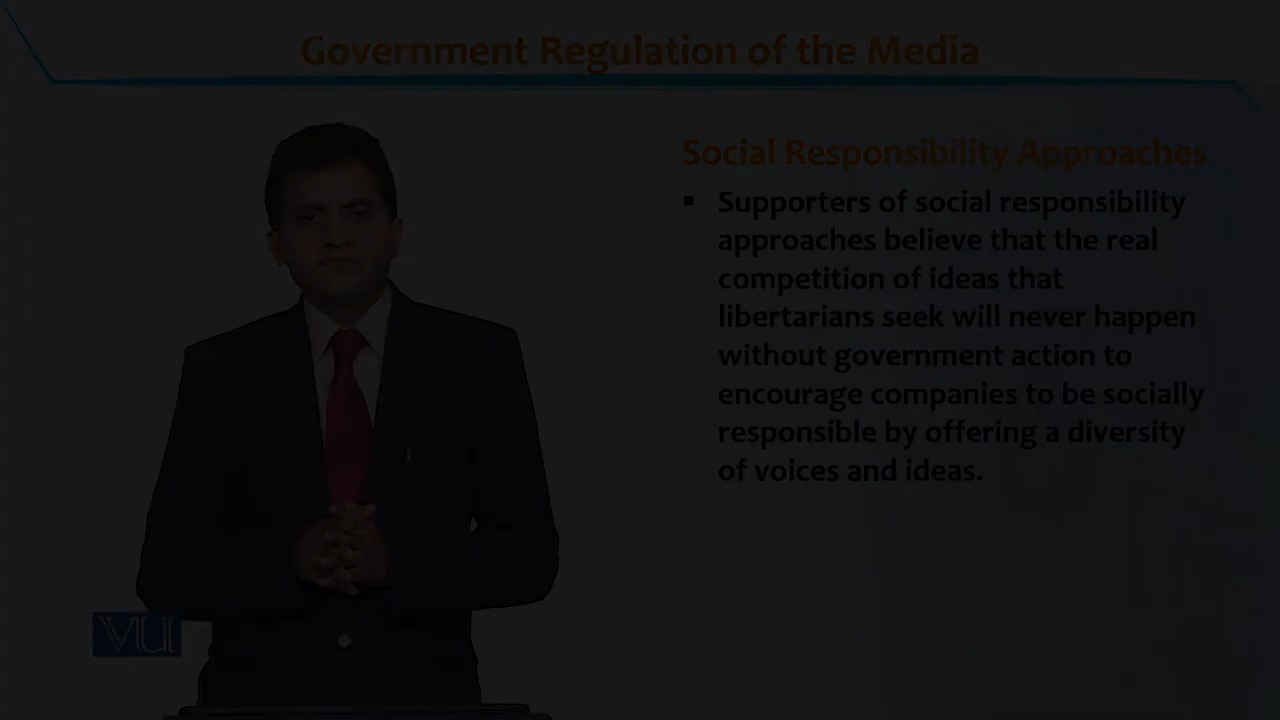 Government Regulation of the Media
Social Responsibility Approaches
▪ Supporters of social responsibility
approaches believe that the real
competition of ideas that
libertarians seek will never happen
without government action to
encourage companies to be socially
responsible by offering a diversity
of voices and ideas.
VU